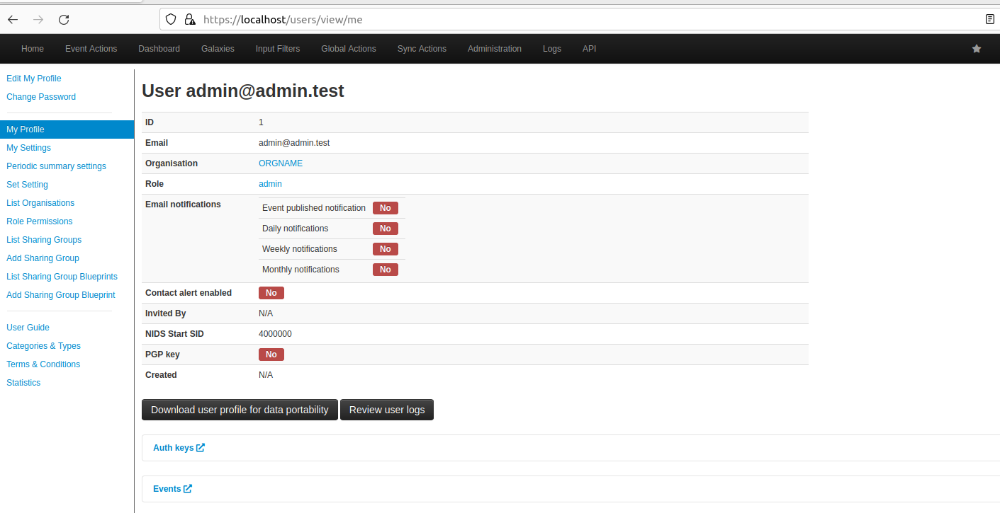 https://localhost/users/view/me
Home Event Actions Dashboard Galaxies Input Filters Global Actions Sync Actions Administration Logs API
Edit My Profile
Change Password
My Profile
My Settings
Periodic summary settings
Set Setting
List Organisations
Role Permissions
List Sharing Groups
Add Sharing Group
List Sharing Group Blueprints
Add Sharing Group Blueprint
User Guide
Categories & Types
Terms & Conditions
Statistics
User admin@admin.test
ID 1
Email admin@admin.test
Organisation ORGNAME
Role admin
Email notifications
Event published notification No
Daily notifications No
Weekly notifications No
Monthly notifications No
Contact alert enabled No
Invited By N/A
NIDS Start SID 4000000
PGP key No
Created N/A
Download user profile for data portability Review user logs
Auth keys
Events